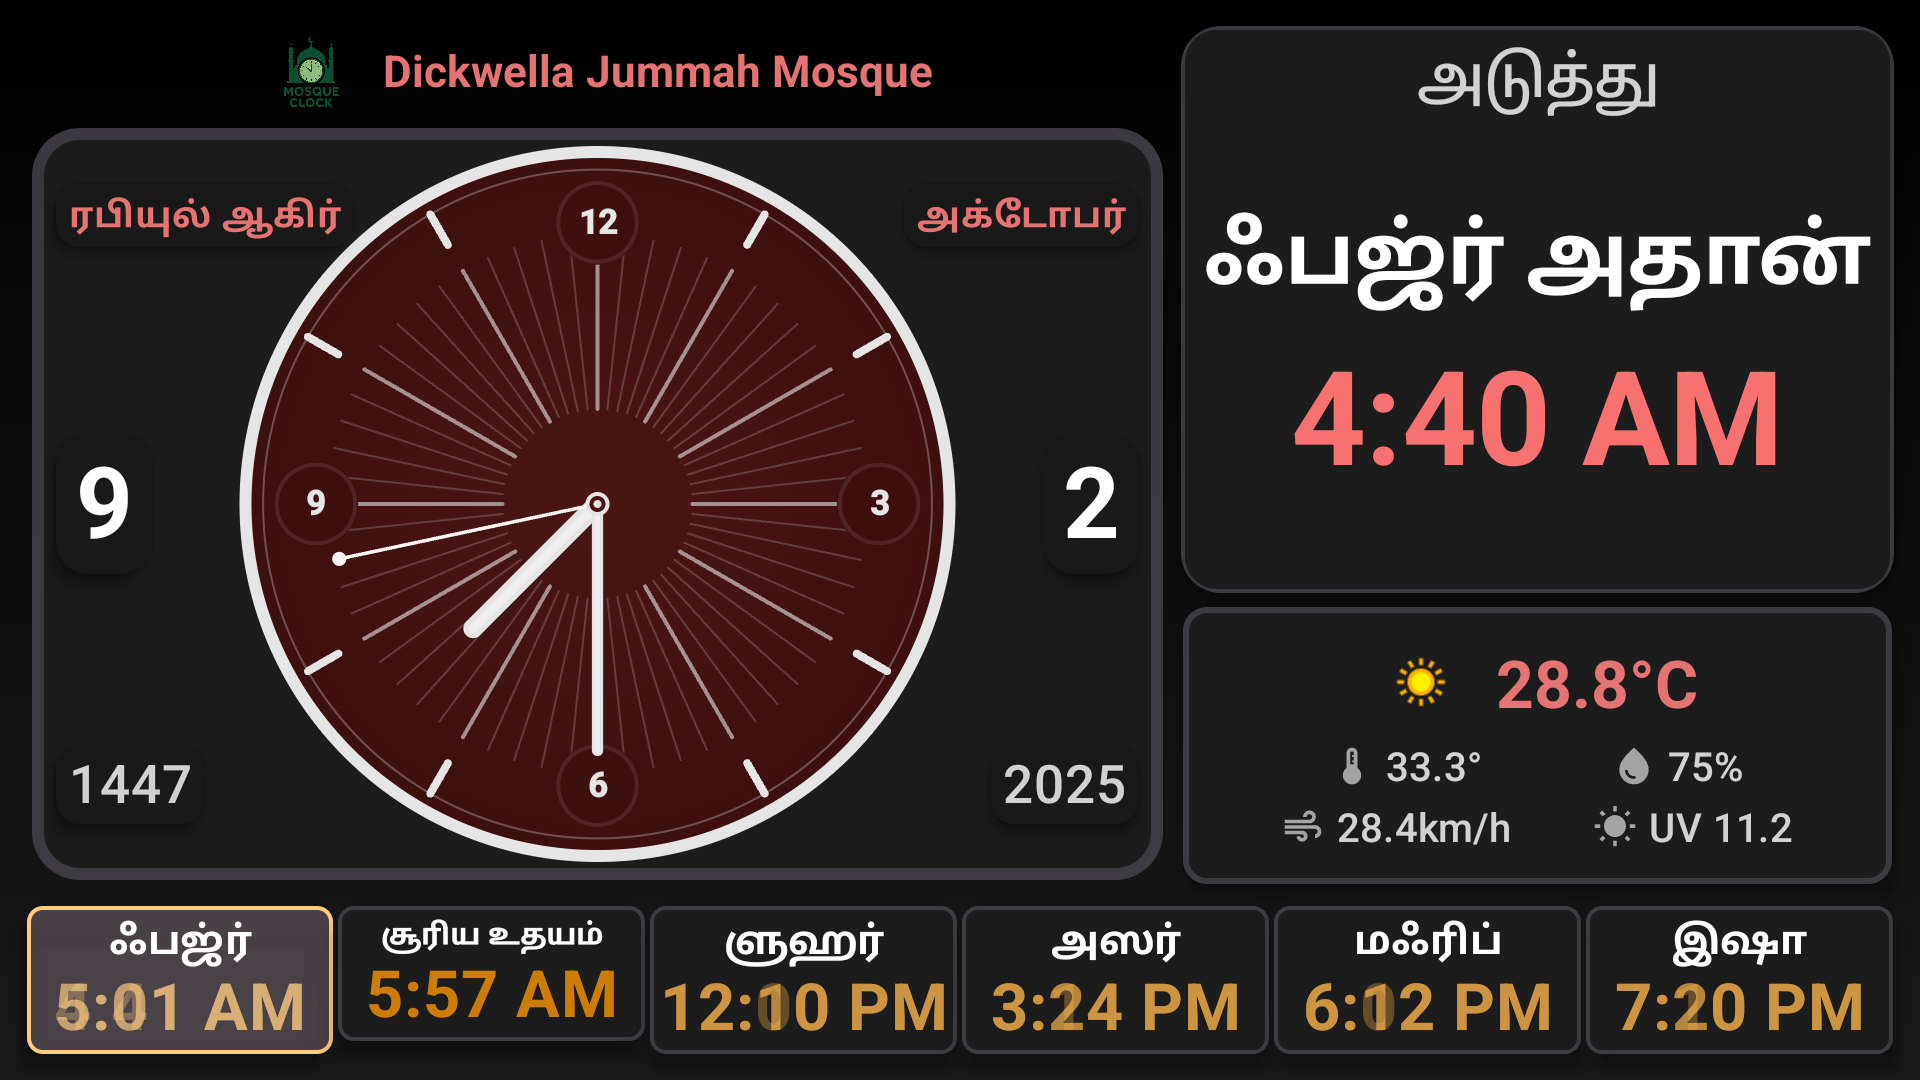 MOSQUE
CLOCK
Dickwella Jummah Mosque
ரபியுல் ஆகிர்
அக்டோபர்
12
9
3
6
9
2
1447
2025
அடுத்து
ஃபஜ்ர் அதான்
4:40 AM
28.8°C
33.3°
75%
28.4km/h
UV 11.2
ஃபஜ்ர்
5:01 AM
சூரிய உதயம்
5:57 AM
ளுஹர்
12:10 PM
அஸர்
3:24 PM
மஃரிப்
6:12 PM
இஷா
7:20 PM